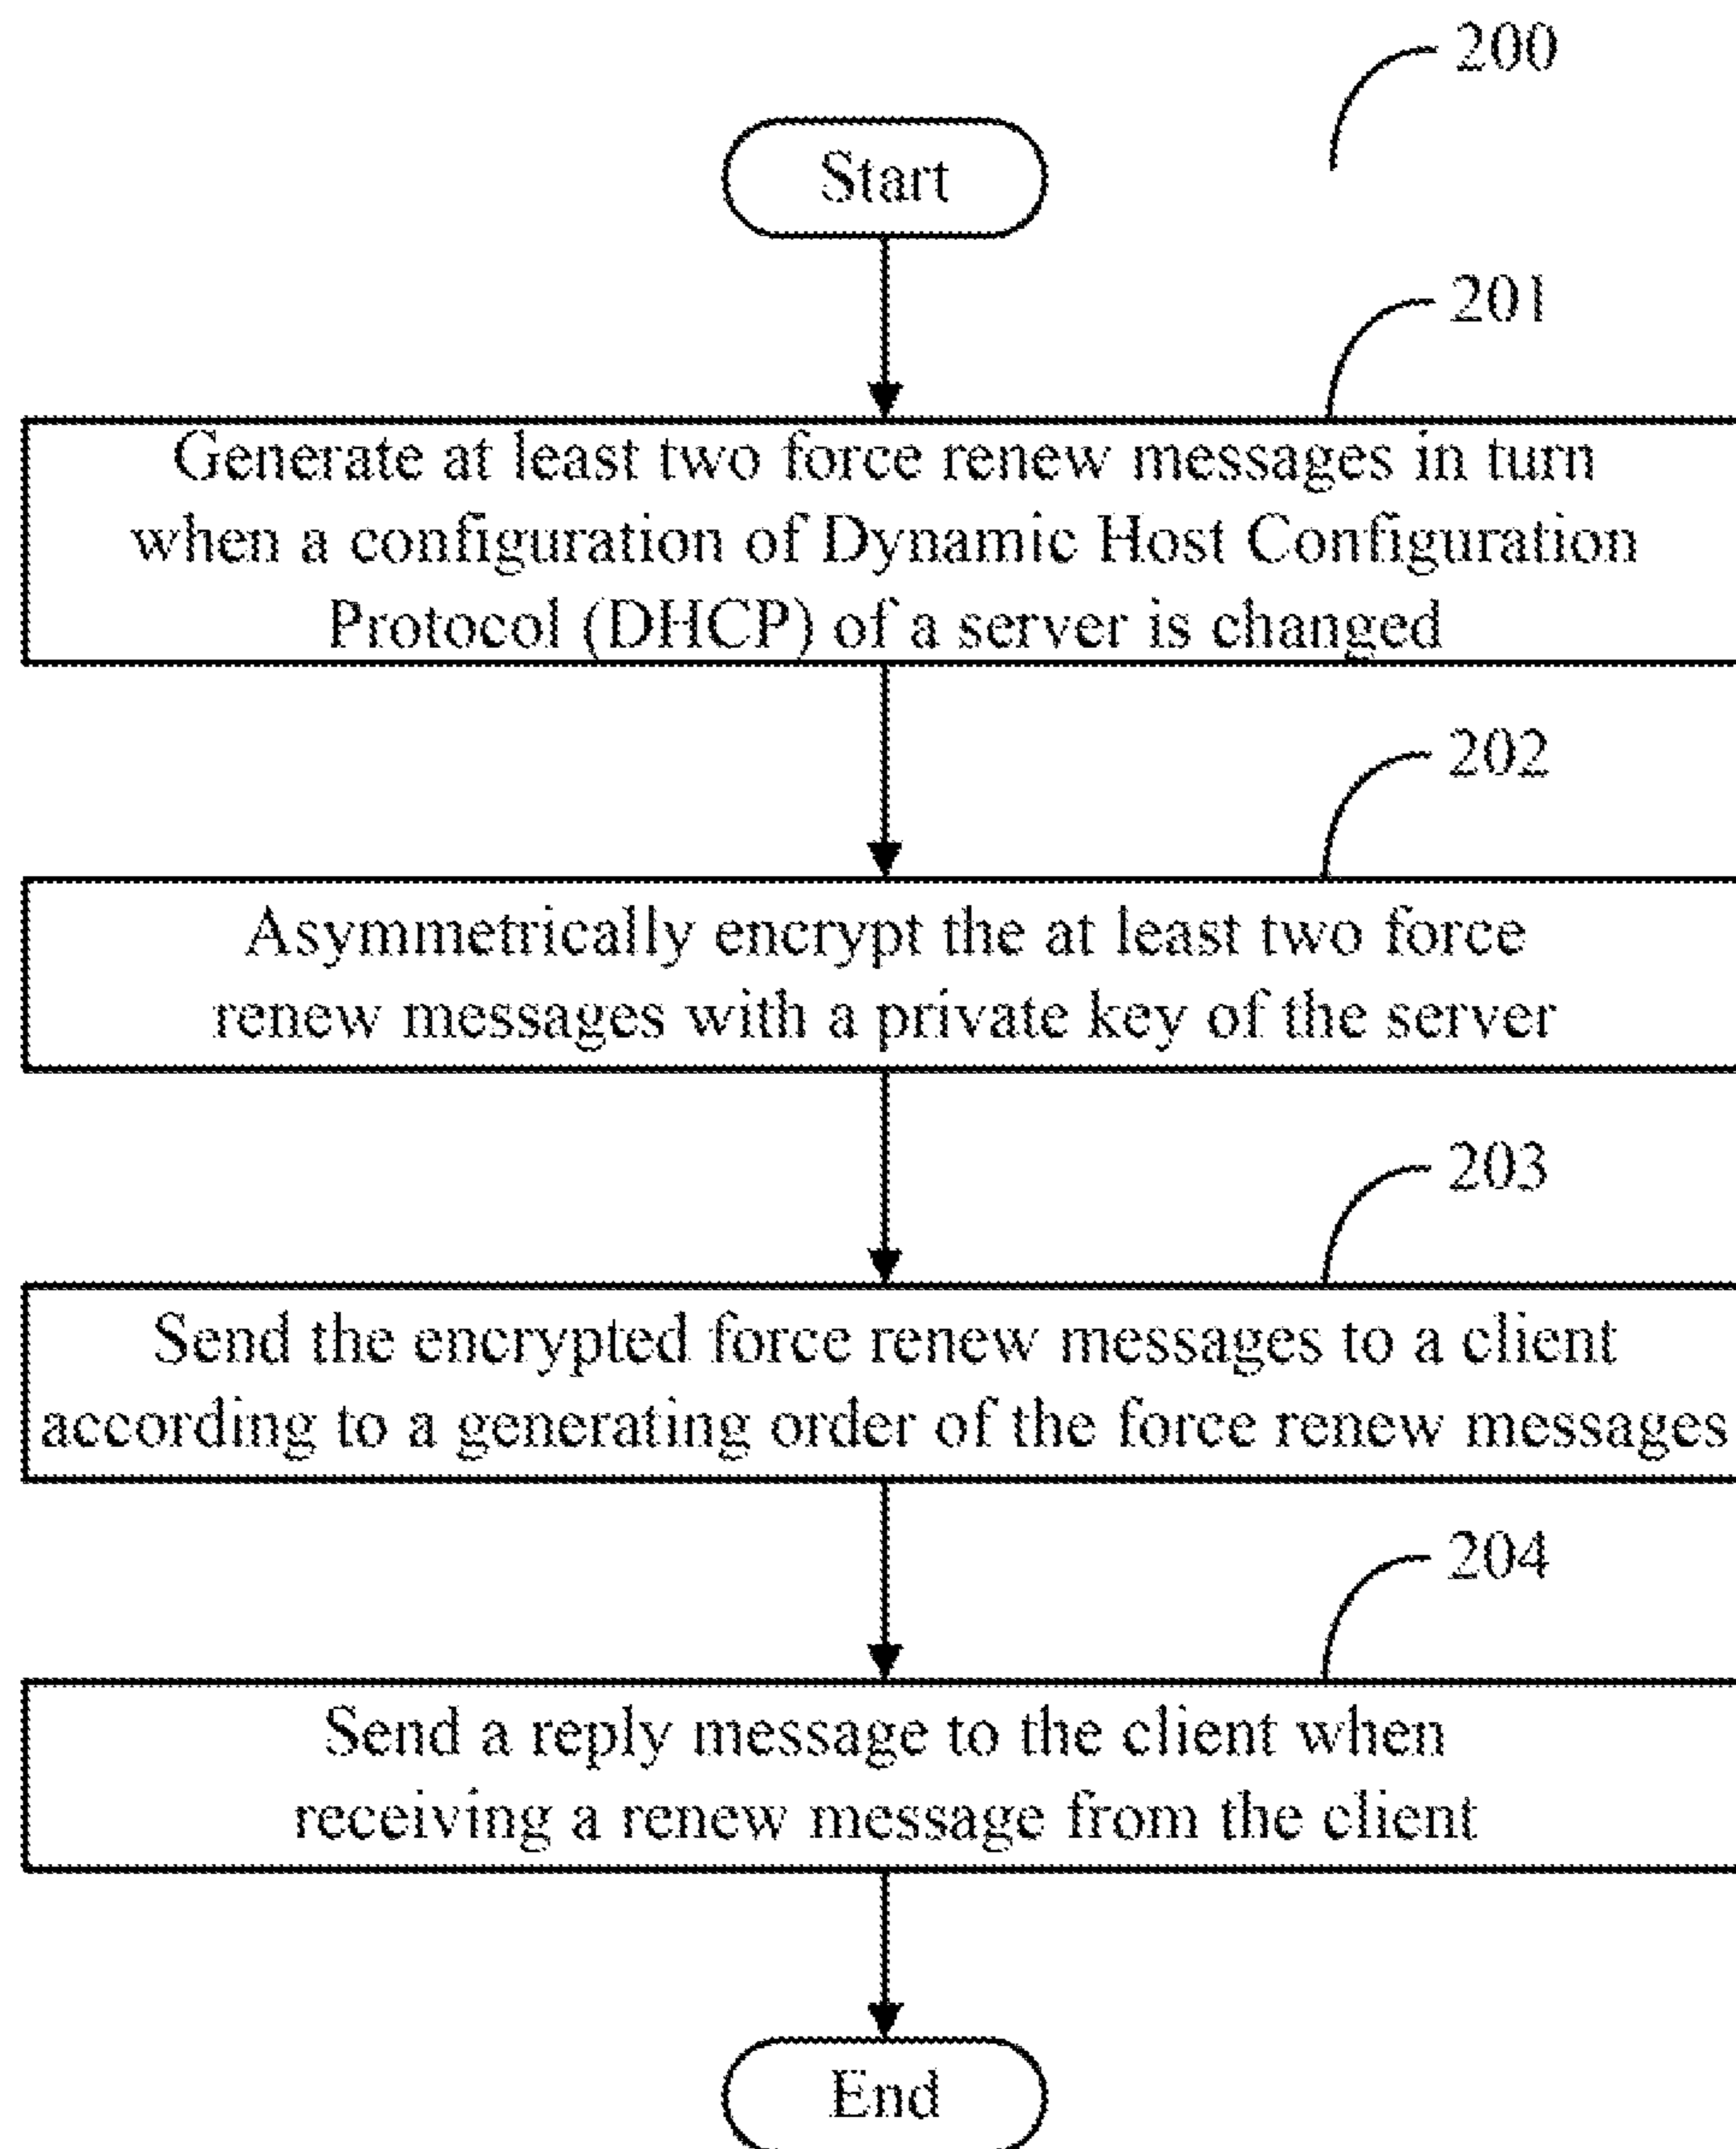 200
Start
201
Generate at least two force renew messages in turn
when a configuration of Dynamic Host Configuration
Protocol (DHCP) of a server is changed
202
Asymmetrically encrypt the at least two force
renew messages with a private key of the server
203
Send the encrypted force renew messages to a client
according to a generating order of the force renew messages
204
Send a reply message to the client when
receiving a renew message from the client
End